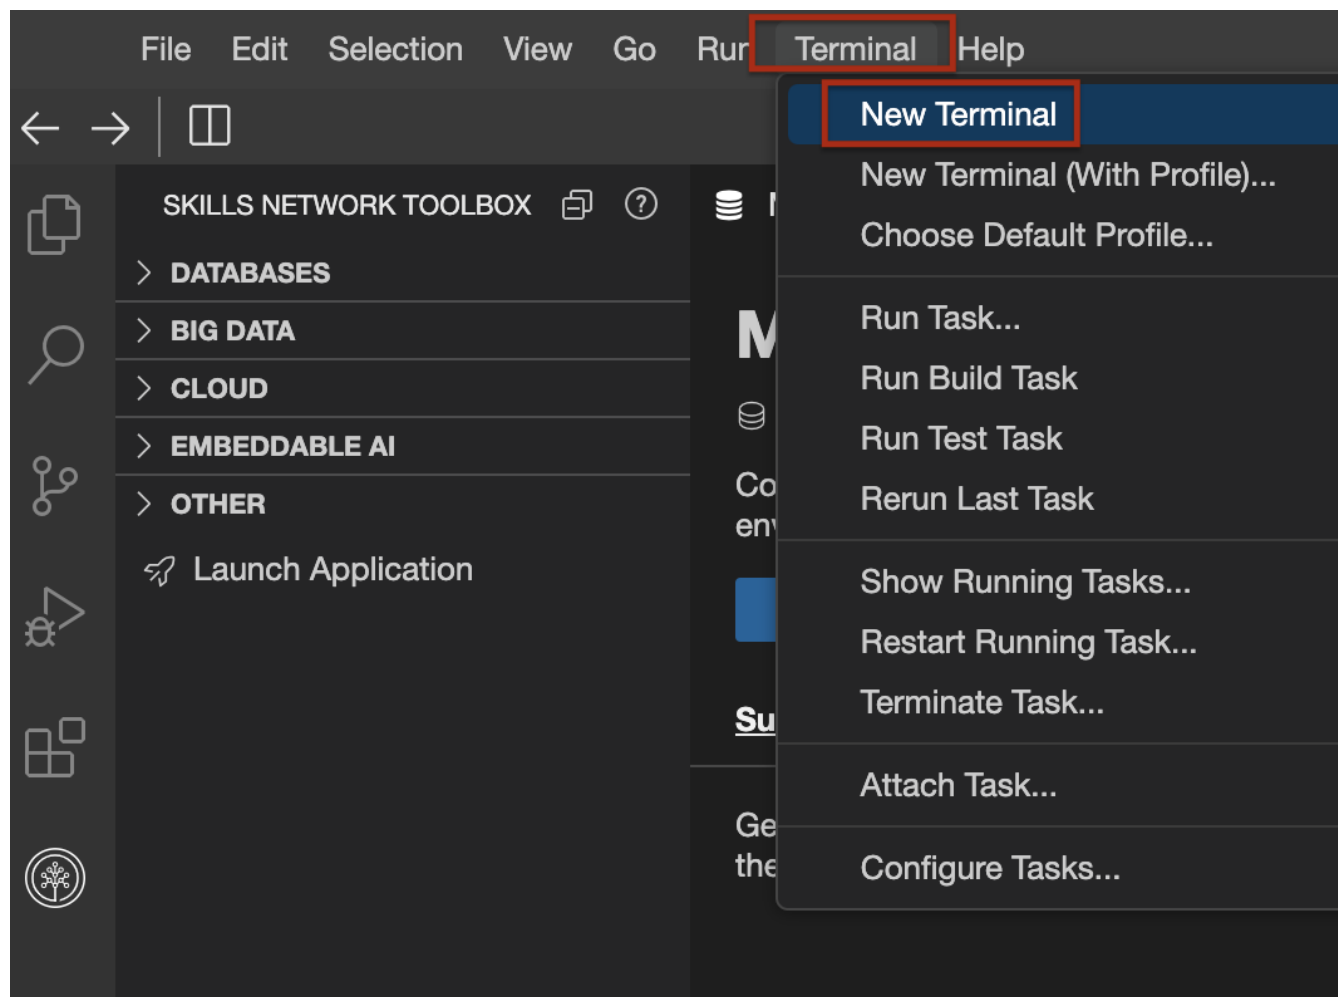 File Edit Selection View Go Run Terminal Help
New Terminal
New Terminal (With Profile)...
Choose Default Profile...
Run Task...
Run Build Task
Run Test Task
Rerun Last Task
Show Running Tasks...
Restart Running Task...
Terminate Task...
Attach Task...
Configure Tasks...
SKILLS NETWORK TOOLBOX
DATABASES
BIG DATA
CLOUD
EMBEDDABLE AI
OTHER
Launch Application